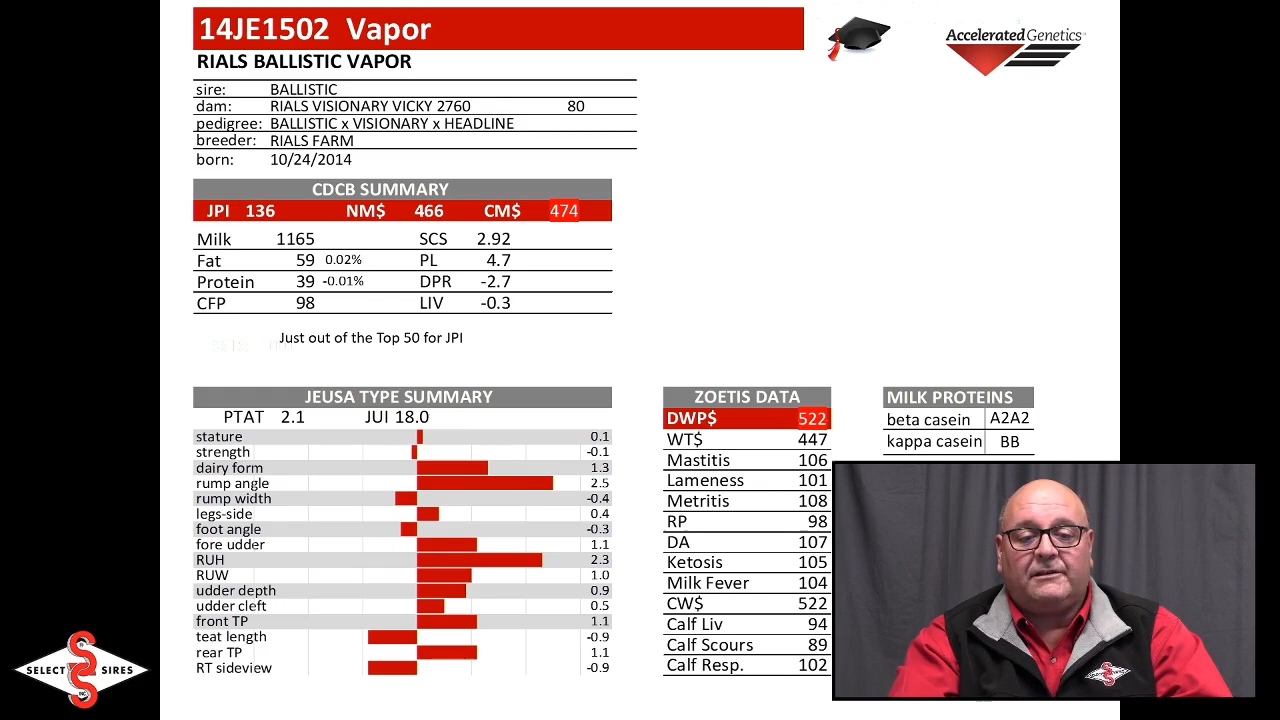 14JE1502 Vapor
Accelerated Genetics
RIALS BALLISTIC VAPOR
sire: BALLISTIC
dam: RIALS VISIONARY VICKY 2760 80
pedigree: BALLISTIC x VISIONARY x HEADLINE
breeder: RIALS FARM
born: 10/24/2014
CDCB SUMMARY
JPI 136 NM$ 466 CM$ 474
Milk 1165 SCS 2.92
Fat 59 0.02% PL 4.7
Protein 39 -0.01% DPR -2.7
CFP 98 LIV -0.3
Just out of the Top 50 for JPI
JEUSA TYPE SUMMARY
PTAT 2.1 JUI 18.0
stature 0.1
strength -0.1
dairy form 1.3
rump angle 2.5
rump width -0.4
legs-side 0.4
foot angle -0.3
fore udder 1.1
RUH 2.3
RUW 1.0
udder depth 0.9
udder cleft 0.5
front TP 1.1
teat length -0.9
rear TP 1.1
RT sideview -0.9
ZOETIS DATA
DWP$ 522
WT$ 447
Mastitis 106
Lameness 101
Metritis 108
RP 98
DA 107
Ketosis 105
Milk Fever 104
CW$ 522
Calf Liv 94
Calf Scours 89
Calf Resp. 102
MILK PROTEINS
beta casein A2A2
kappa casein BB
SELECT SIRES